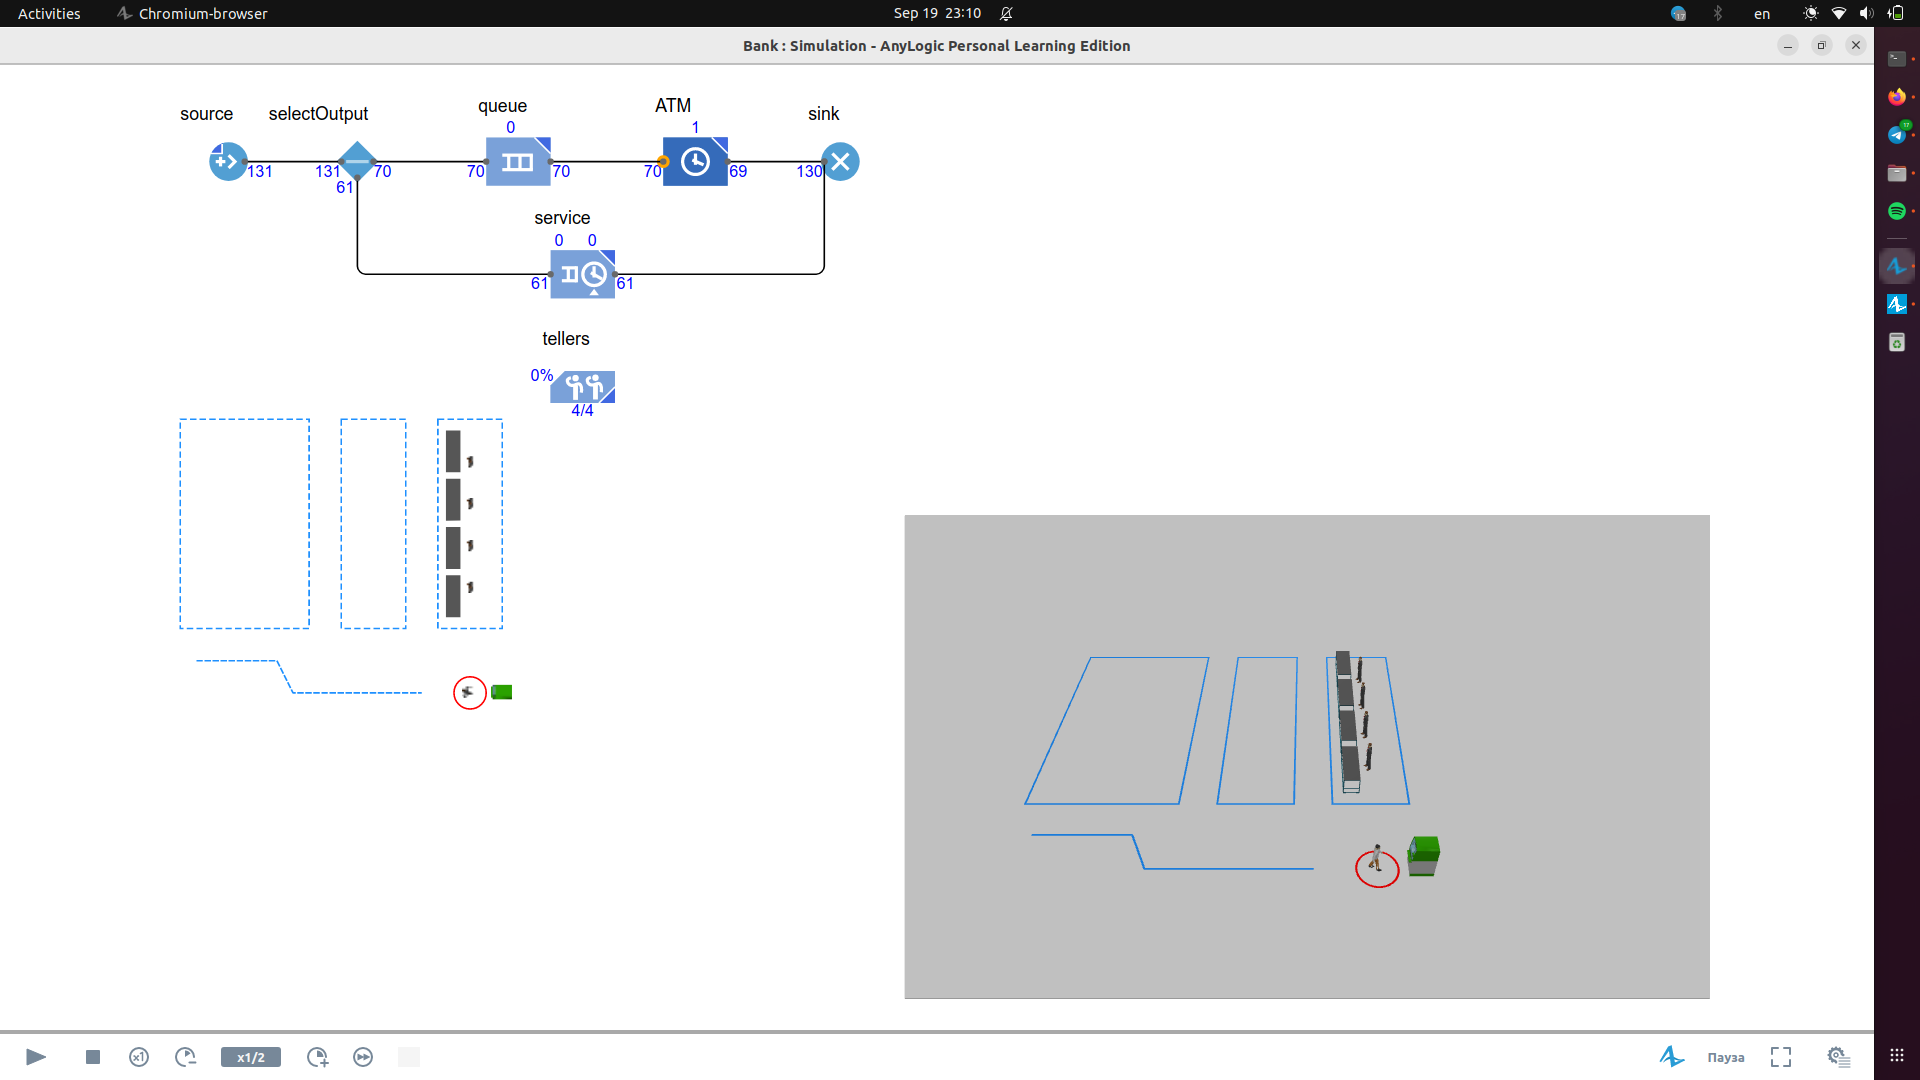 Activities
Chromium-browser
Sep 19 23:10
en
Bank : Simulation - AnyLogic Personal Learning Edition
source
selectOutput
queue
ATM
sink
0
1
131
131
70
70
70
70
69
130
61
service
0 0
61
61
tellers
0%
4/4
x1
x1/2
Пауза